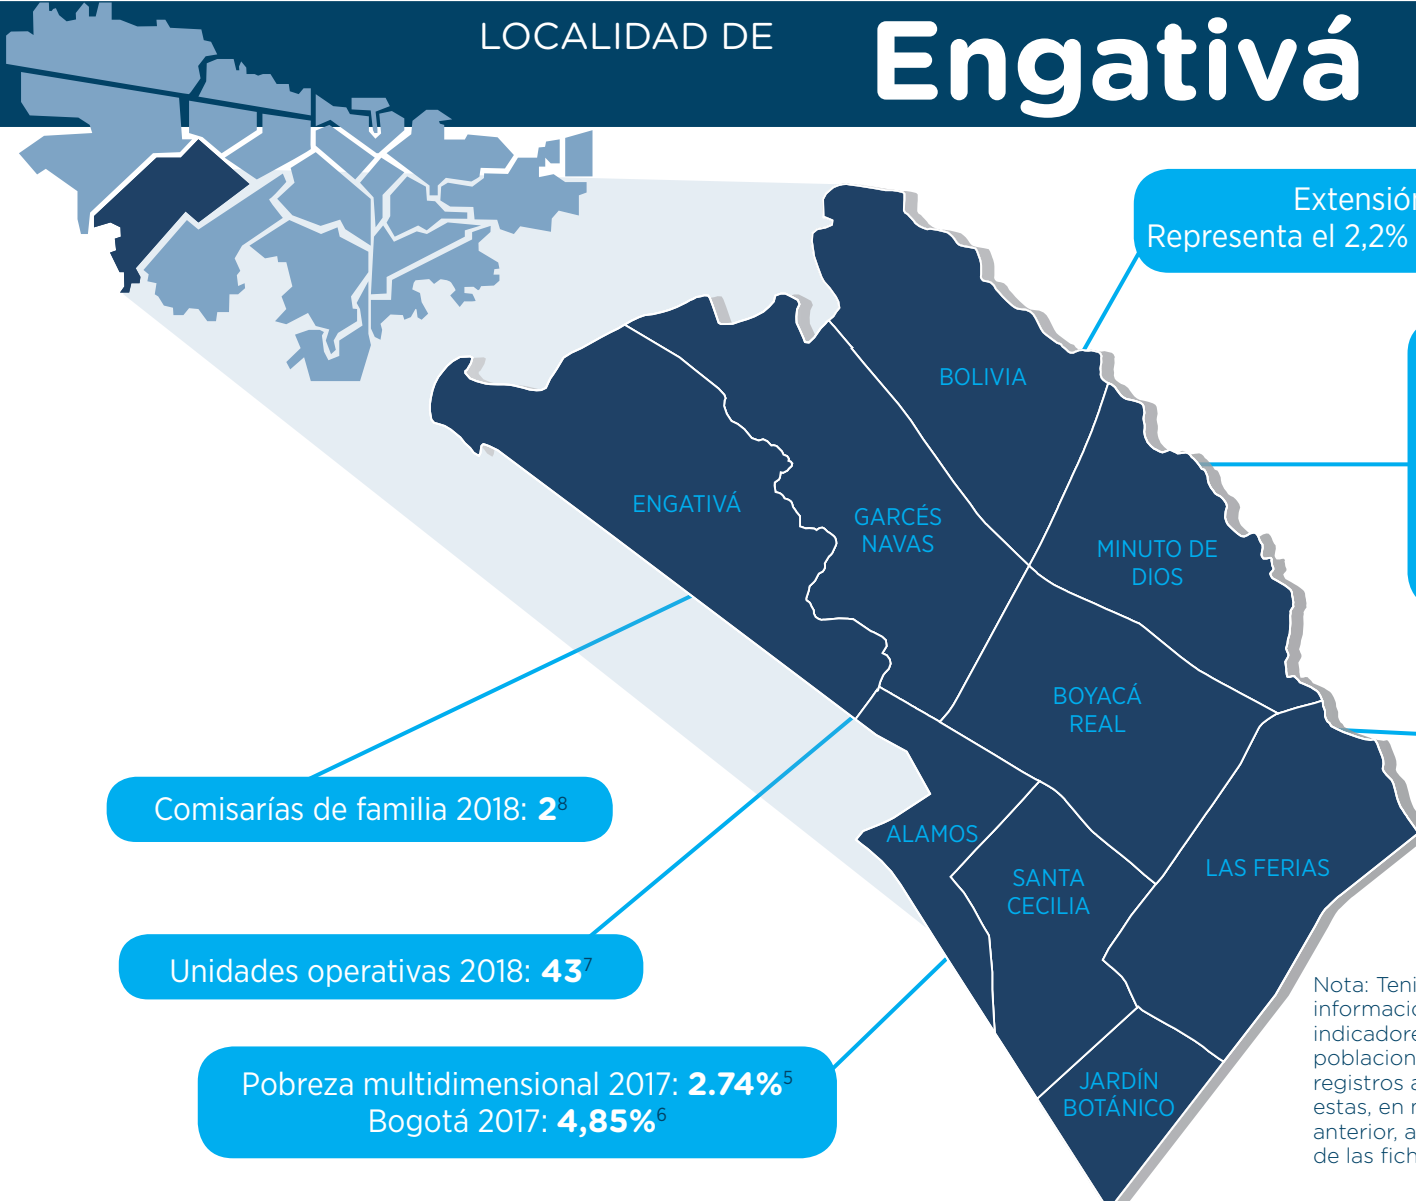 LOCALIDAD DE
Engativá
Extensión
Representa el 2,2%
BOLIVIA
ENGATIVÁ
GARCÉS
NAVAS
MINUTO DE
DIOS
BOYACÁ
REAL
ALAMOS
SANTA
CECILIA
LAS FERIAS
JARDÍN
BOTÁNICO
Comisarías de familia 2018: 2⁸
Unidades operativas 2018: 43⁷
Pobreza multidimensional 2017: 2.74%⁵
Bogotá 2017: 4,85%⁶
Nota: Teni
informació
indicadore
poblacion
registros a
estas, en
anterior, a
de las fich